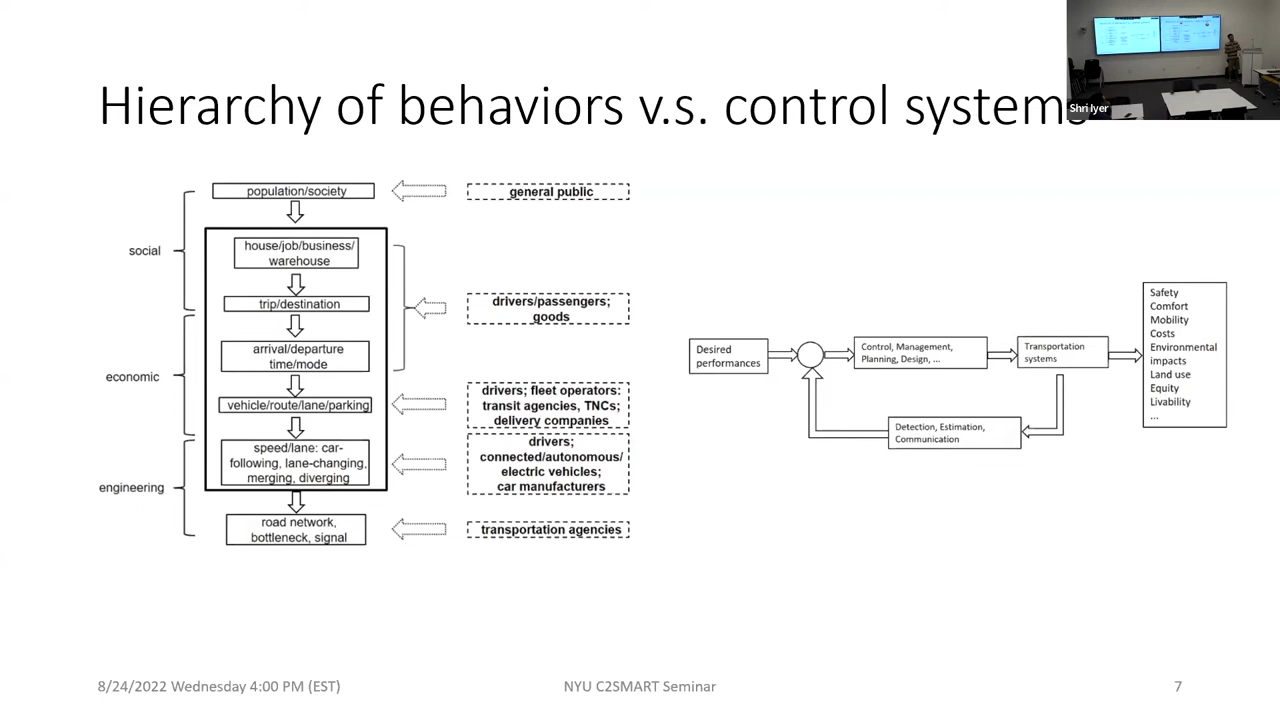 Hierarchy of behaviors v.s. control systems
Shri Iyer
social
economic
engineering
population/society
house/job/business/
warehouse
trip/destination
arrival/departure
time/mode
vehicle/route/lane/parking
speed/lane: car-
following, lane-changing,
merging, diverging
road network,
bottleneck, signal
general public
drivers/passengers;
goods
drivers; fleet operators:
transit agencies, TNCs;
delivery companies
drivers;
connected/autonomous/
electric vehicles;
car manufacturers
transportation agencies
Desired
performances
Control, Management,
Planning, Design, ...
Transportation
systems
Detection, Estimation,
Communication
Safety
Comfort
Mobility
Costs
Environmental
impacts
Land use
Equity
Livability
...
8/24/2022 Wednesday 4:00 PM (EST)
NYU C2SMART Seminar
7